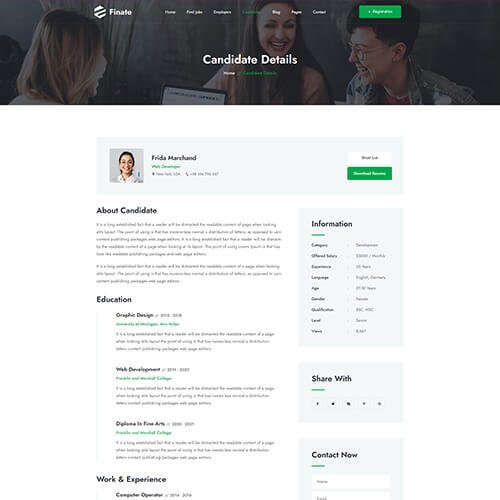 Finate
Home Find Jobs Employers Candidate Blog Pages Contact
+ Registration
Candidate Details
Home // Candidate Details
Frida Marchand
Web Developer
New York, USA
+88 456 796 457
Short List
Download Resume
About Candidate
It is a long established fact that a reader will be distracted the readable content of page when looking
atits layout. The point of using is that has moreor-less normal a distribution of letters, as opposed to usin
content publishing packages web page editors. It is a long established fact that a reader will be distracts
by the readable content of a page when looking at its layout. The point of using Lorem Ipsum is that has
look like readable publishing packages and web page editors.
It is a long established fact that a reader will be distracted the readable content of page when looking
atits layout. The point of using is that has moreor-less normal a distribution of letters, as opposed to usin
content publishing packages web page editors.
Education
Graphic Design // 2015 - 2018
University of Michigan, Ann Arbor
It is a long established fact that a reader will be distracted the readable content of a page
when looking atits layout the point of using is that has moreo less normal a distribution
letters content publishing packages web page editors.
Web Development // 2019 - 2020
Franklin and Marshall College
It is a long established fact that a reader will be distracted the readable content of a page
when looking atits layout the point of using is that has moreo less normal a distribution
letters content publishing packages web page editors.
Diploma In Fine Arts // 2020 - 2021
Franklin and Marshall College
It is a long established fact that a reader will be distracted the readable content of a page
when looking atits layout the point of using is that has moreo less normal a distribution
letters content publishing packages web page editors.
Work & Experience
Computer Operator // 2014 - 2016
Information
Category : Development
Offered Salary : $3000 / Monthly
Experience : 05 Years
Language : English, Germany
Age : 27-30 Years
Gender : Female
Qualification : BSC, MSC
Level : Senior
Views : 8,467
Share With
Contact Now
Name
Email